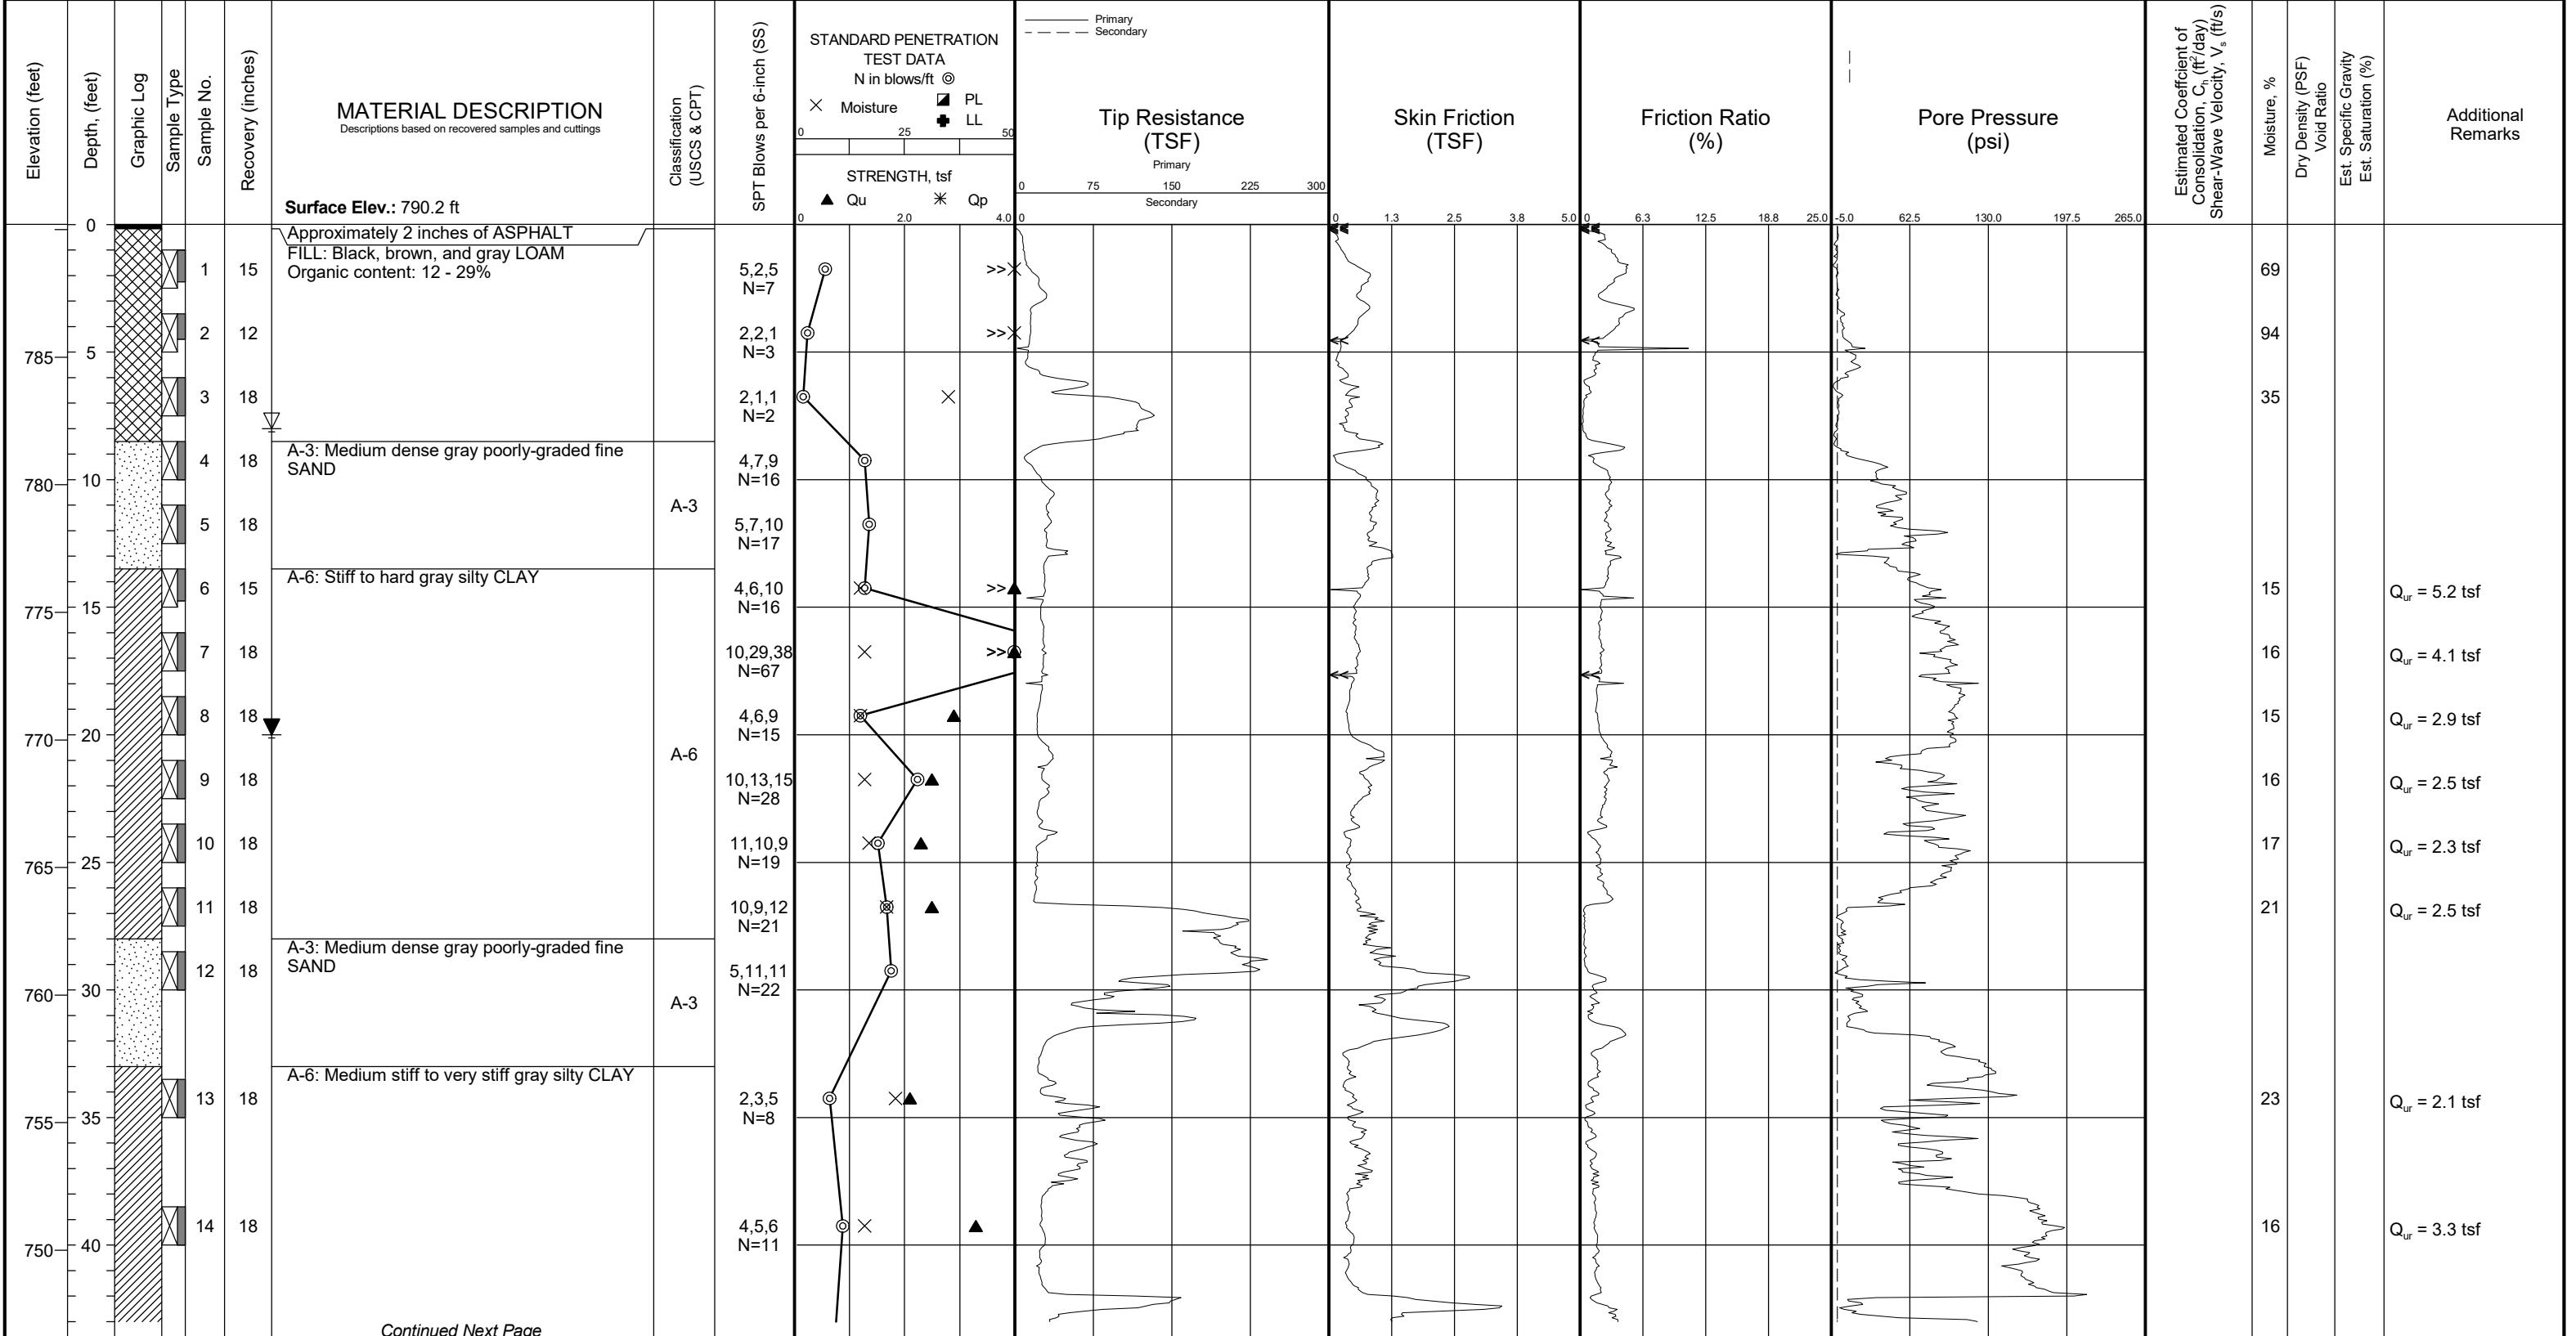 Elevation (feet)
Depth, (feet)
Graphic Log
Sample Type
Sample No.
Recovery (inches)
MATERIAL DESCRIPTION
Descriptions based on recovered samples and cuttings
Surface Elev.: 790.2 ft
Classification
(USCS & CPT)
SPT Blows per 6-inch (SS)
STANDARD PENETRATION
TEST DATA
N in blows/ft
Moisture
PL
LL
0 25 50
STRENGTH, tsf
Qu Qp
0 2.0 4.0
Primary
Secondary
Tip Resistance
(TSF)
Primary
0 75 150 225 300
Secondary
0
Skin Friction
(TSF)
0 1.3 2.5 3.8 5.0
Friction Ratio
(%)
0 6.3 12.5 18.8 25.0
Pore Pressure
(psi)
-5.0 62.5 130.0 197.5 265.0
Estimated Coeffcient of
Consolidation, Ch (ft²/day)
Shear-Wave Velocity, Vs (ft/s)
Moisture, %
Dry Density (PSF)
Void Ratio
Est. Specific Gravity
Est. Saturation (%)
Additional
Remarks
0
Approximately 2 inches of ASPHALT
FILL: Black, brown, and gray LOAM
Organic content: 12 - 29%
1 15 5,2,5 >> 69
N=7
2 12 2,2,1 >> 94
785 5 N=3
3 18 2,1,1 35
N=2
A-3: Medium dense gray poorly-graded fine
SAND
4 18 4,7,9
780 10 N=16
A-3
5 18 5,7,10
N=17
A-6: Stiff to hard gray silty CLAY
6 15 4,6,10 >> 15 Qur = 5.2 tsf
775 15 N=16
7 18 10,29,38 >> 16 Qur = 4.1 tsf
N=67
8 18 4,6,9 15 Qur = 2.9 tsf
770 20 N=15
A-6
9 18 10,13,15 16 Qur = 2.5 tsf
N=28
10 18 11,10,9 17 Qur = 2.3 tsf
765 25 N=19
11 18 10,9,12 21 Qur = 2.5 tsf
N=21
A-3: Medium dense gray poorly-graded fine
SAND
12 18 5,11,11
760 30 N=22
A-3
A-6: Medium stiff to very stiff gray silty CLAY
13 18 2,3,5 23 Qur = 2.1 tsf
755 35 N=8
14 18 4,5,6 16 Qur = 3.3 tsf
750 40 N=11
Continued Next Page